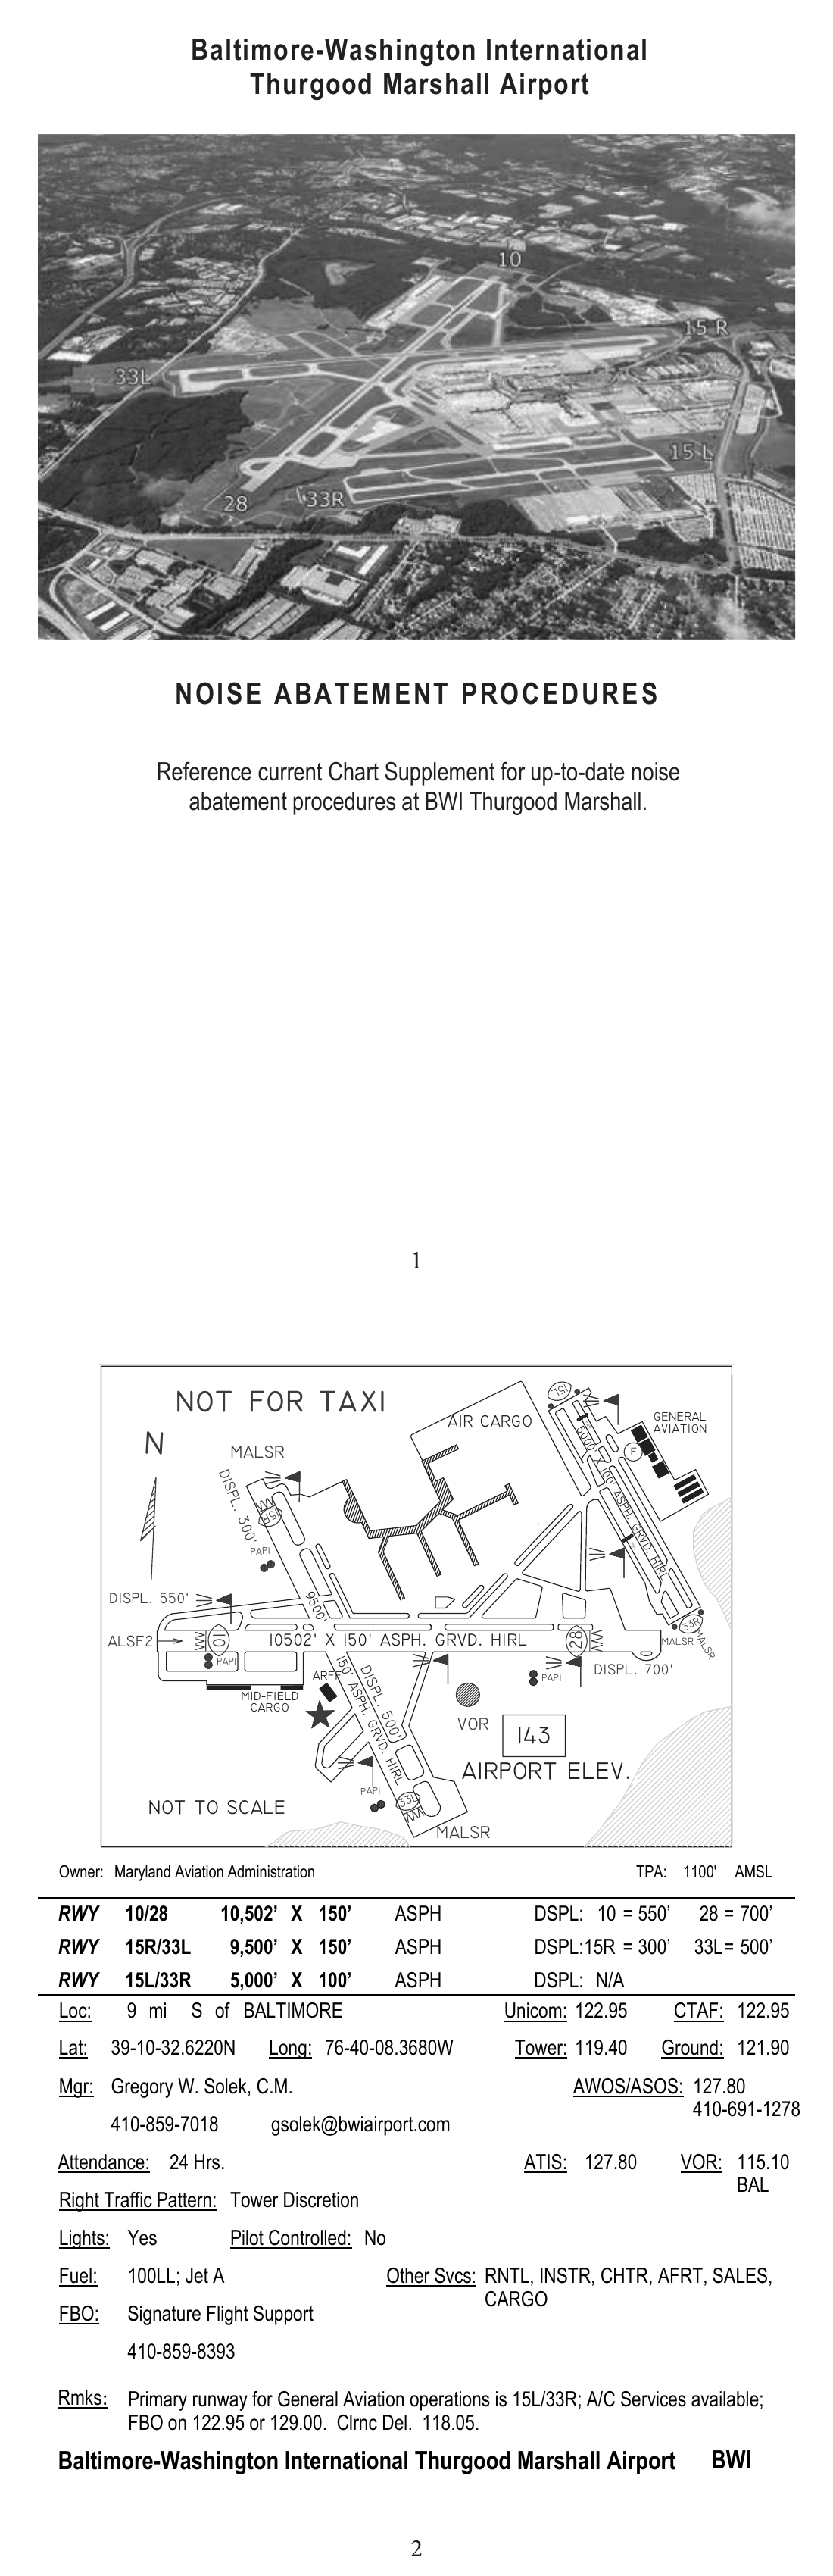 Baltimore-Washington International
Thurgood Marshall Airport
10
15 R
33L
15 L
28
33R
NOISE ABATEMENT PROCEDURES
Reference current Chart Supplement for up-to-date noise
abatement procedures at BWI Thurgood Marshall.
1
NOT FOR TAXI
N
MALSR
AIR CARGO
15L
GENERAL
AVIATION
F
DISPL. 300'
15R
PAPI
5000' X 100' ASPH. GRVD. HIRL
DISPL. 550'
ALSF2
10
PAPI
9500'
10502' X 150' ASPH. GRVD. HIRL
28
33R
MALSR
MALSR
DISPL. 700'
PAPI
MID-FIELD
CARGO
ARFF
150' ASPH. GRVD. HIRL
DISPL. 500'
VOR
143
AIRPORT ELEV.
PAPI
33L
MALSR
NOT TO SCALE
Owner: Maryland Aviation Administration TPA: 1100' AMSL
RWY 10/28 10,502’ X 150’ ASPH DSPL: 10 = 550’ 28 = 700’
RWY 15R/33L 9,500’ X 150’ ASPH DSPL:15R = 300’ 33L= 500’
RWY 15L/33R 5,000’ X 100’ ASPH DSPL: N/A
Loc: 9 mi S of BALTIMORE Unicom: 122.95 CTAF: 122.95
Lat: 39-10-32.6220N Long: 76-40-08.3680W Tower: 119.40 Ground: 121.90
Mgr: Gregory W. Solek, C.M. AWOS/ASOS: 127.80
410-691-1278
410-859-7018 gsolek@bwiairport.com
Attendance: 24 Hrs. ATIS: 127.80 VOR: 115.10
BAL
Right Traffic Pattern: Tower Discretion
Lights: Yes Pilot Controlled: No
Fuel: 100LL; Jet A Other Svcs: RNTL, INSTR, CHTR, AFRT, SALES,
CARGO
FBO: Signature Flight Support
410-859-8393
Rmks: Primary runway for General Aviation operations is 15L/33R; A/C Services available;
FBO on 122.95 or 129.00. Clrnc Del. 118.05.
Baltimore-Washington International Thurgood Marshall Airport BWI
2